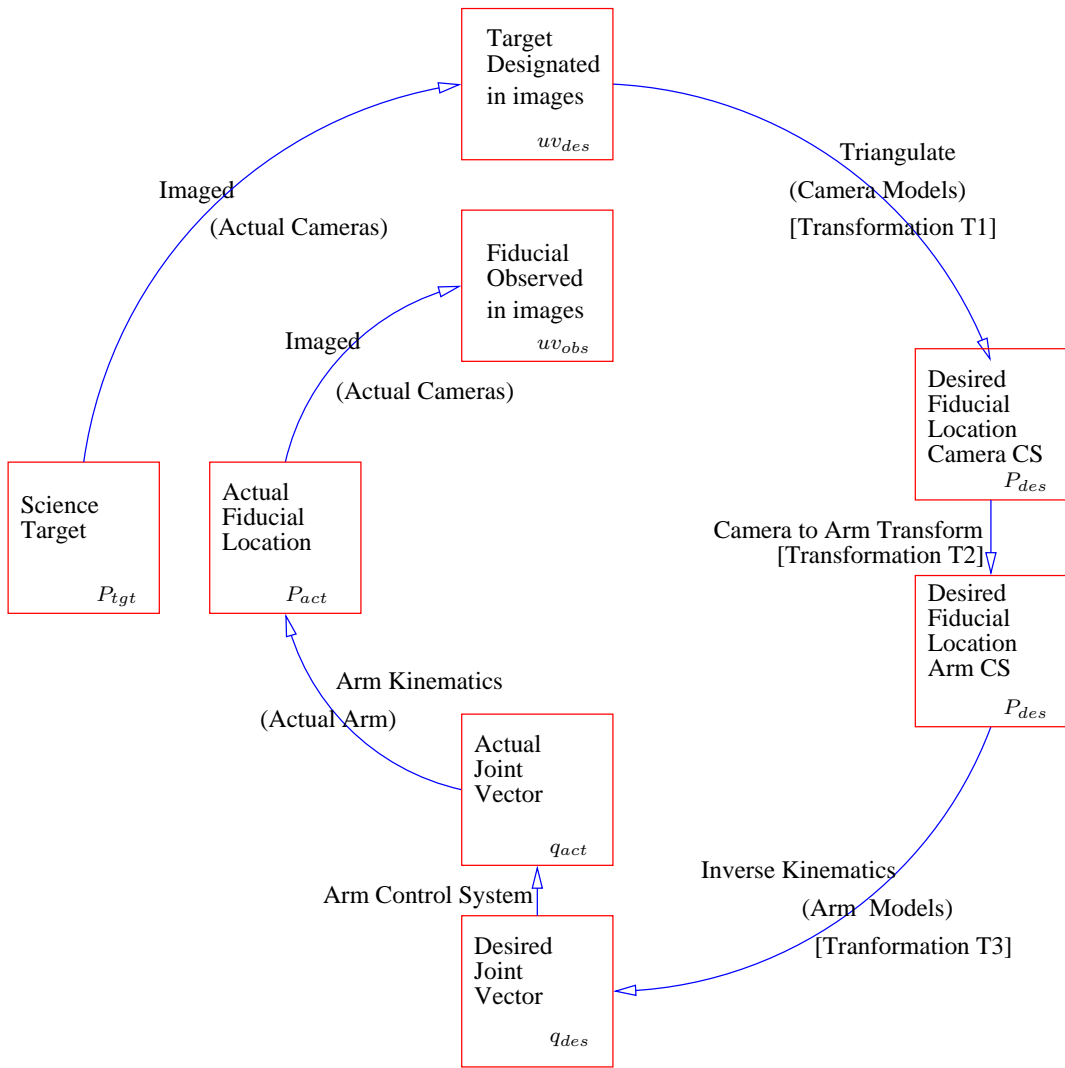 Target
Designated
in images
uv_des
Imaged
(Actual Cameras)
Triangulate
(Camera Models)
[Transformation T1]
Fiducial
Observed
in images
uv_obs
Imaged
(Actual Cameras)
Desired
Fiducial
Location
Camera CS
P_des
Science
Target
P_tgt
Actual
Fiducial
Location
P_act
Camera to Arm Transform
[Transformation T2]
Desired
Fiducial
Location
Arm CS
P_des
Arm Kinematics
(Actual Arm)
Actual
Joint
Vector
q_act
Inverse Kinematics
(Arm Models)
[Tranformation T3]
Arm Control System
Desired
Joint
Vector
q_des